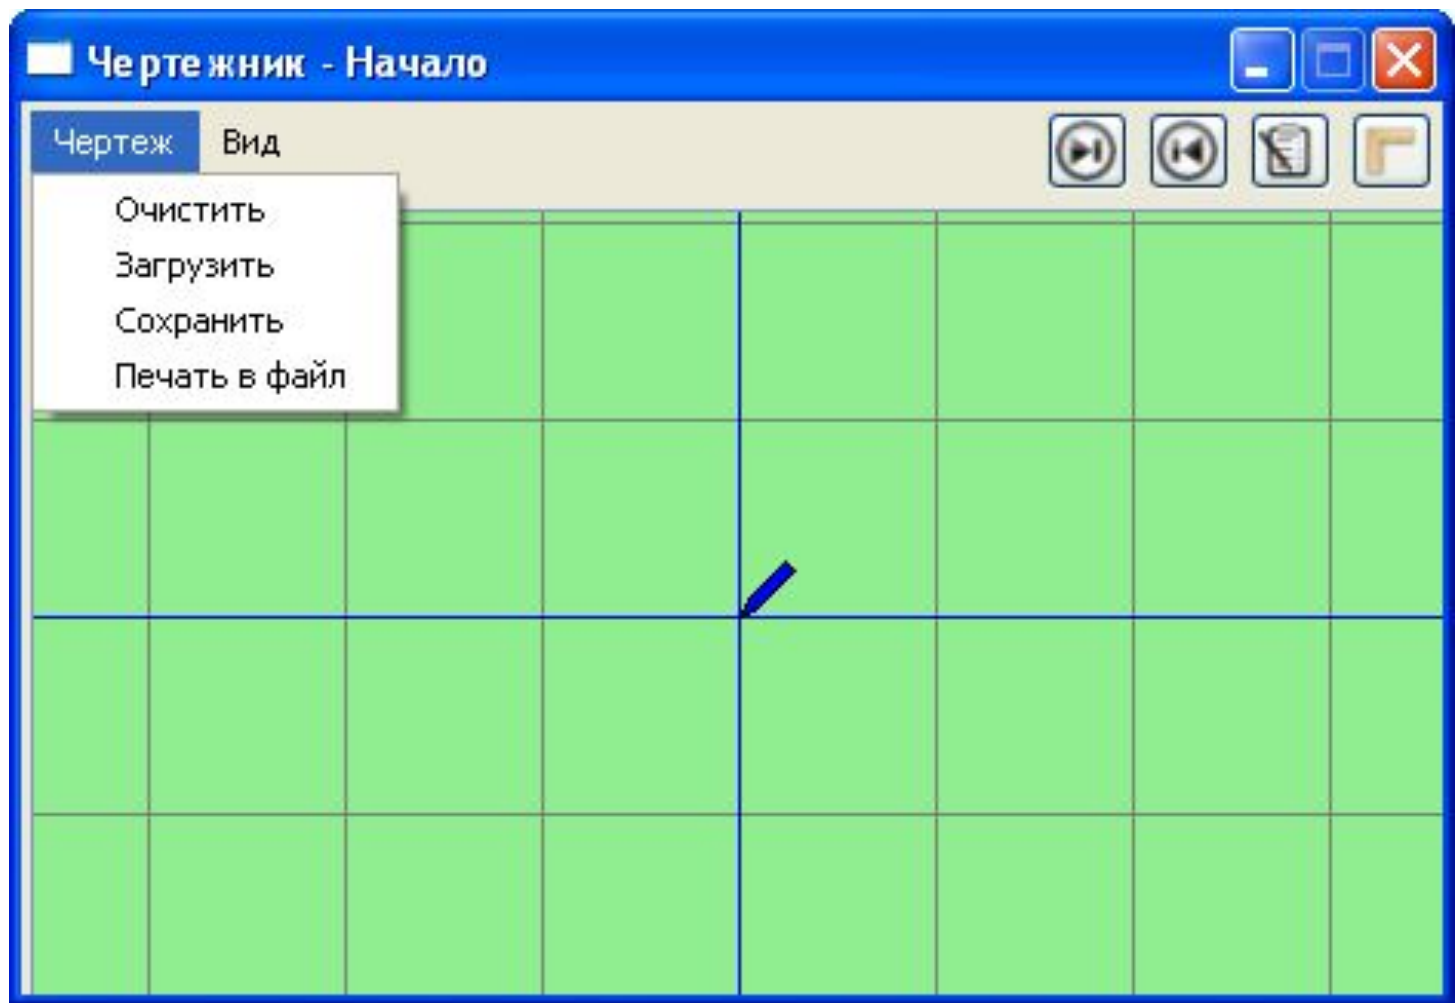 Чертежник - Начало
Чертеж Вид
Очистить
Загрузить
Сохранить
Печать в файл